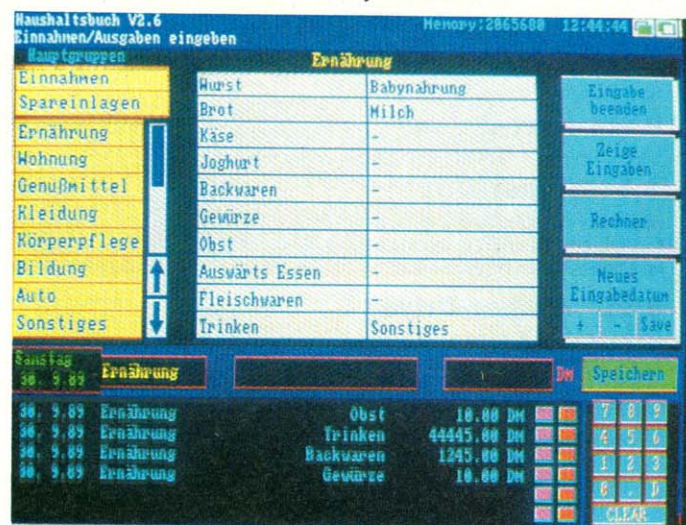 Haushaltsbuch V2.6 Memory:2865688 12:44:44
Einnahmen/Ausgaben eingeben
Hauptgruppen
Einnahmen
Spareinlagen
Ernährung
Wohnung
Genußmittel
Kleidung
Körperpflege
Bildung
Auto
Sonstiges
Ernährung
Wurst Babynahrung
Brot Milch
Käse -
Joghurt -
Backwaren -
Gewürze -
Obst -
Auswärts Essen -
Fleischwaren -
Trinken Sonstiges
Eingabe
beenden
Zeige
Eingaben
Rechner
Neues
Eingabedatum
+ - Save
Samstag
30. 9.89 Ernährung DM Speichern
30. 9.89 Ernährung Obst 10.00 DM
30. 9.89 Ernährung Trinken 44445.00 DM
30. 9.89 Ernährung Backwaren 1245.00 DM
30. 9.89 Ernährung Gewürze 10.00 DM
7 8 9
4 5 6
1 2 3
0 . D
CLEAR